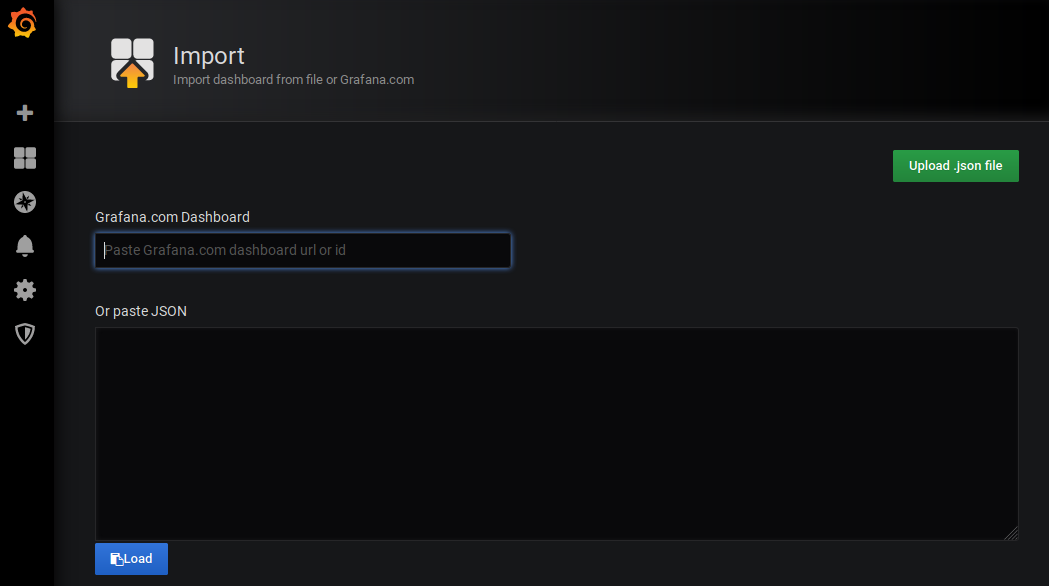 Import
Import dashboard from file or Grafana.com
Upload .json file
Grafana.com Dashboard
Paste Grafana.com dashboard url or id
Or paste JSON
Load